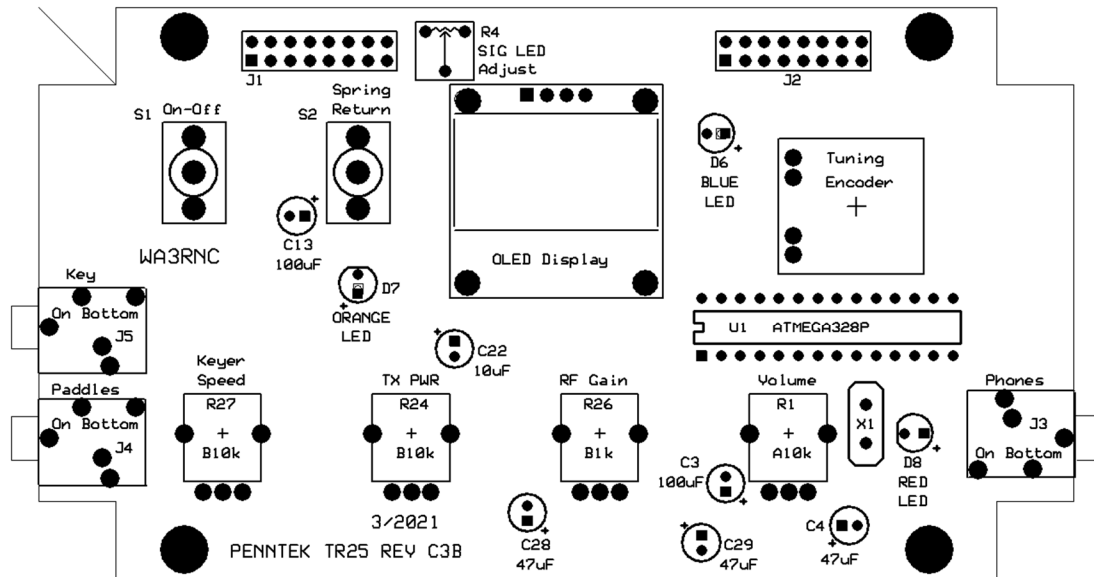 R4
SIG LED
Adjust
J1
J2
S1
On-Off
S2
Spring
Return
D6
BLUE
LED
Tuning
Encoder
C13
100uF
WA3RNC
OLED Display
D7
ORANGE
LED
Key
On Bottom
J5
U1 ATMEGA328P
C22
10uF
Keyer
Speed
R27
B10k
TX PWR
R24
B10k
RF Gain
R26
B1k
Volume
R1
A10k
X1
Phones
J3
On Bottom
Paddles
On Bottom
J4
D8
RED
LED
C3
100uF
C4
47uF
3/2021
PENNTEK TR25 REV C3B
C28
47uF
C29
47uF